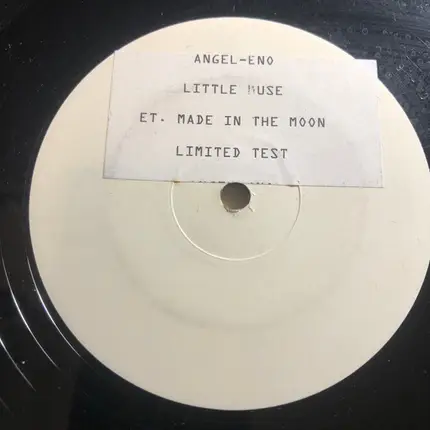 ANGEL-ENO
LITTLE MUSE
ET. MADE IN THE MOON
LIMITED TEST